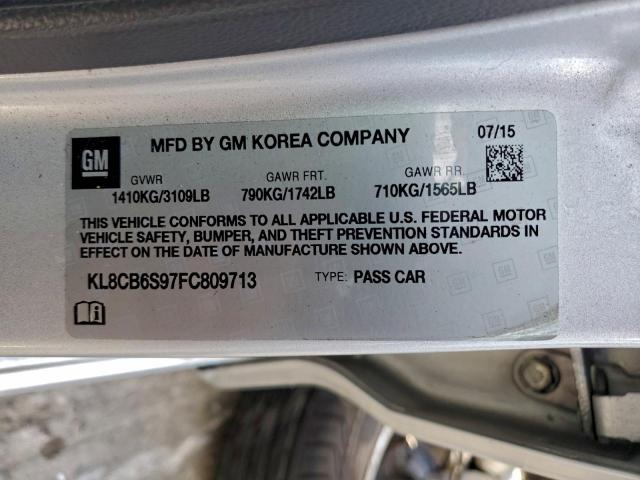 GM
MFD BY GM KOREA COMPANY 07/15
GVWR GAWR FRT. GAWR RR.
1410KG/3109LB 790KG/1742LB 710KG/1565LB
THIS VEHICLE CONFORMS TO ALL APPLICABLE U.S. FEDERAL MOTOR
VEHICLE SAFETY, BUMPER, AND THEFT PREVENTION STANDARDS IN
EFFECT ON THE DATE OF MANUFACTURE SHOWN ABOVE.
KL8CB6S97FC809713 TYPE: PASS CAR